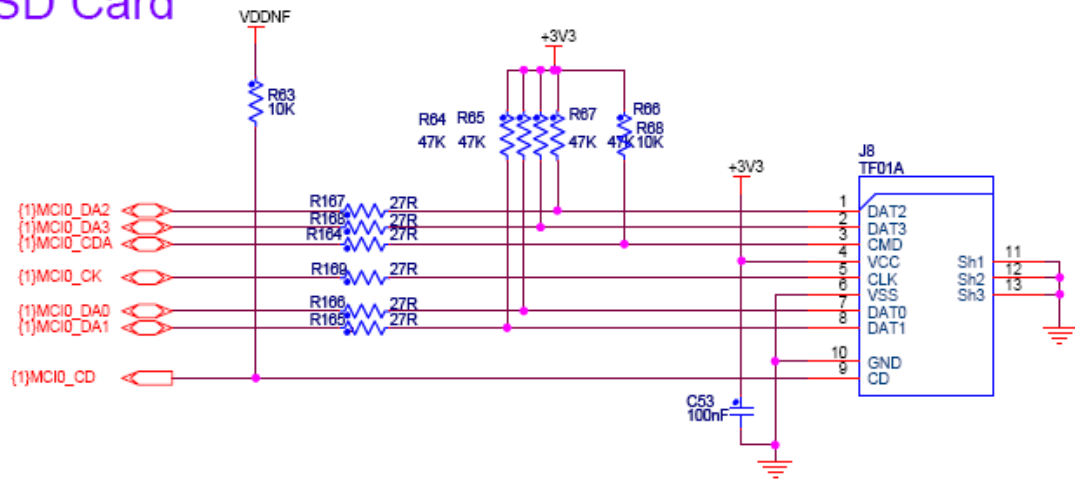 SD Card
VDDNF
+3V3
R63
10K
R64 R65 R67 R66
47K 47K 47K 47K R68
10K
+3V3
J8
TF01A
{1}MCI0_DA2 R167 27R 1 DAT2
{1}MCI0_DA3 R168 27R 2 DAT3
{1}MCI0_CDA R164 27R 3 CMD
4 VCC Sh1 11
{1}MCI0_CK R169 27R 5 CLK Sh2 12
6 VSS Sh3 13
{1}MCI0_DA0 R166 27R 7 DAT0
{1}MCI0_DA1 R165 27R 8 DAT1
10 GND
{1}MCI0_CD 9 CD
C53
100nF